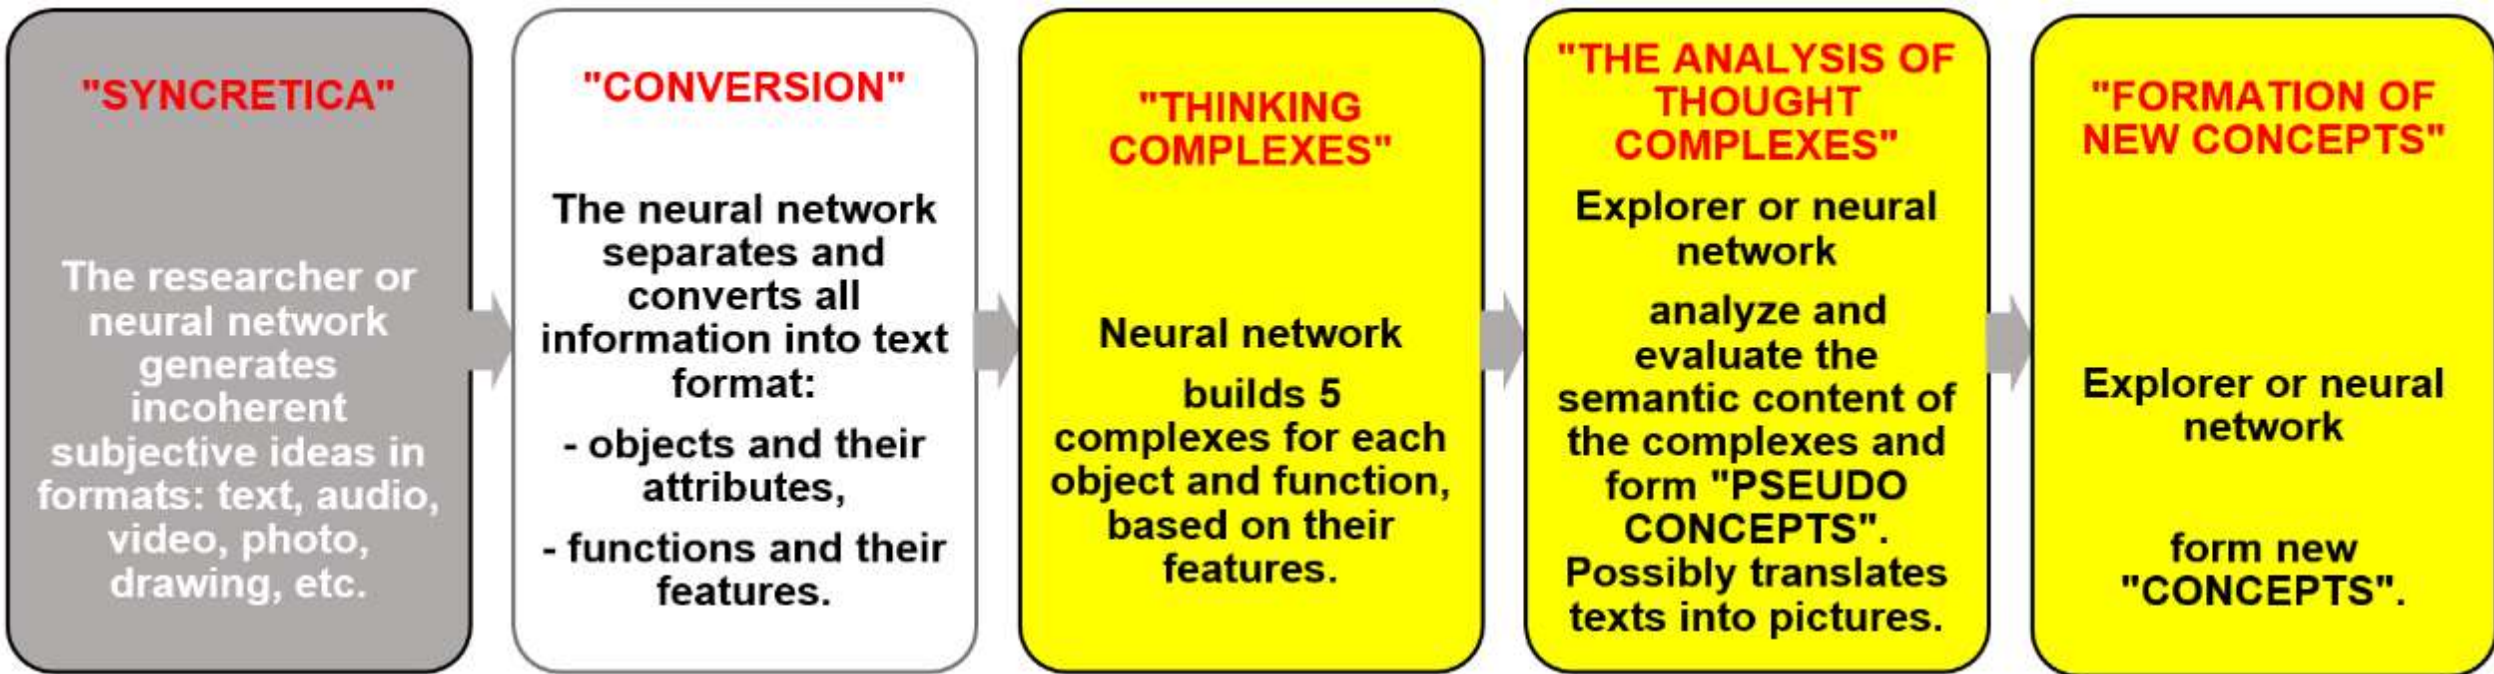 "SYNCRETICA"
The researcher or
neural network
generates
incoherent
subjective ideas in
formats: text, audio,
video, photo,
drawing, etc.
"CONVERSION"
The neural network
separates and
converts all
information into text
format:
- objects and their
attributes,
- functions and their
features.
"THINKING
COMPLEXES"
Neural network
builds 5
complexes for each
object and function,
based on their
features.
"THE ANALYSIS OF
THOUGHT
COMPLEXES"
Explorer or neural
network
analyze and
evaluate the
semantic content of
the complexes and
form "PSEUDO
CONCEPTS".
Possibly translates
texts into pictures.
"FORMATION OF
NEW CONCEPTS"
Explorer or neural
network
form new
"CONCEPTS".